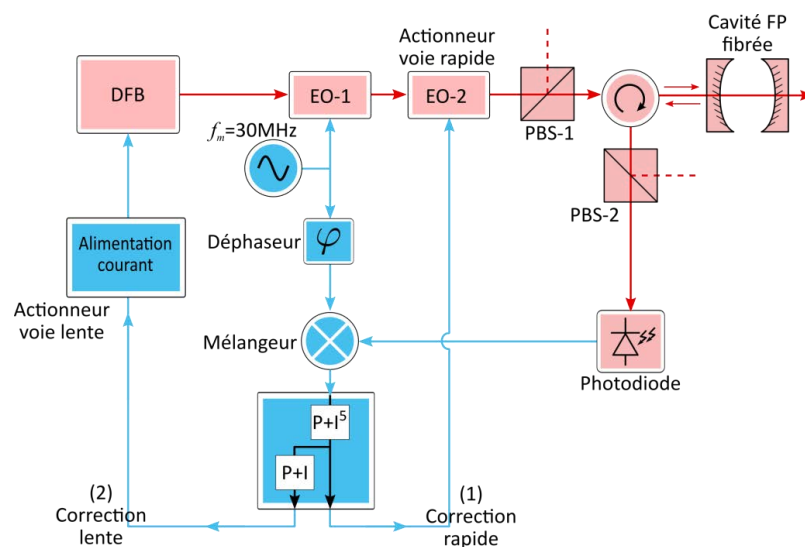 Cavité FP
fibrée
Actionneur
voie rapide
DFB
EO-1
EO-2
PBS-1
fm=30MHz
PBS-2
Déphaseur
φ
Alimentation
courant
Actionneur
voie lente
Mélangeur
Photodiode
P+I⁵
P+I
(2)
Correction
lente
(1)
Correction
rapide